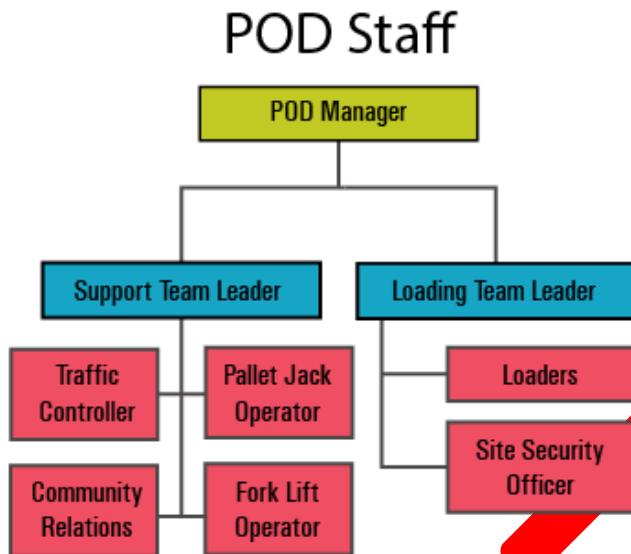 POD Staff
POD Manager
Support Team Leader
Loading Team Leader
Traffic
Controller
Pallet Jack
Operator
Loaders
Community
Relations
Fork Lift
Operator
Site Security
Officer